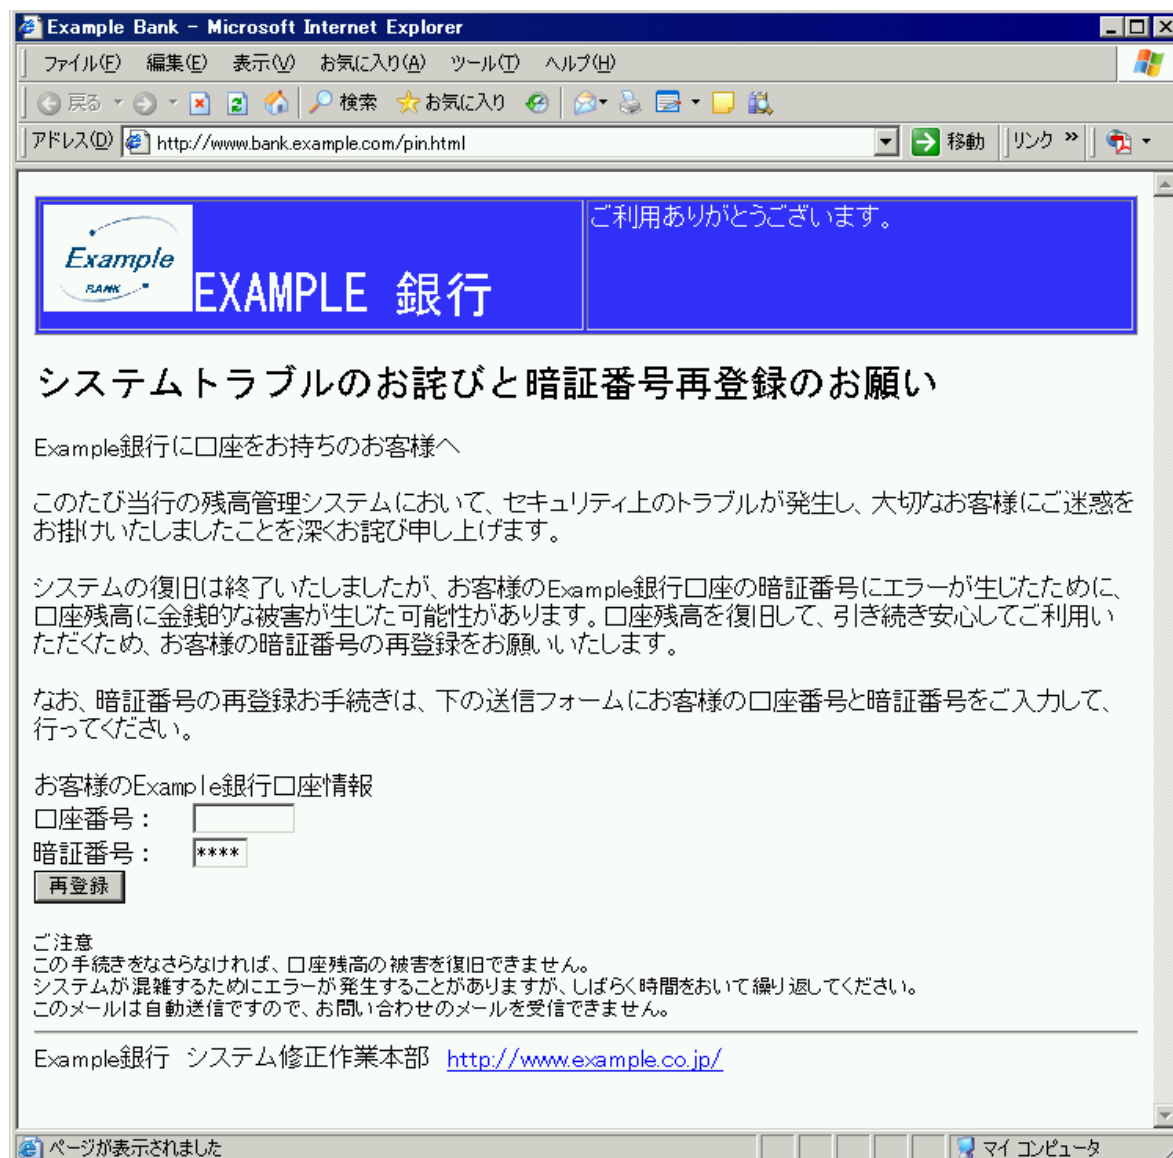 Example Bank - Microsoft Internet Explorer
ファイル(F) 編集(E) 表示(V) お気に入り(A) ツール(T) ヘルプ(H)
戻る 検索 お気に入り
アドレス(D) http://www.bank.example.com/pin.html 移動 リンク »
Example
BANK
EXAMPLE 銀行
ご利用ありがとうございます。
システムトラブルのお詫びと暗証番号再登録のお願い
Example銀行に口座をお持ちのお客様へ
このたび当行の残高管理システムにおいて、セキュリティ上のトラブルが発生し、大切なお客様にご迷惑を
お掛けいたしましたことを深くお詫び申し上げます。
システムの復旧は終了いたしましたが、お客様のExample銀行口座の暗証番号にエラーが生じたために、
口座残高に金銭的な被害が生じた可能性があります。口座残高を復旧して、引き続き安心してご利用い
ただくため、お客様の暗証番号の再登録をお願いいたします。
なお、暗証番号の再登録お手続きは、下の送信フォームにお客様の口座番号と暗証番号をご入力して、
行ってください。
お客様のExample銀行口座情報
口座番号：
暗証番号： ****
再登録
ご注意
この手続きをなさらなければ、口座残高の被害を復旧できません。
システムが混雑するためにエラーが発生することがありますが、しばらく時間をおいて繰り返してください。
このメールは自動送信ですので、お問い合わせのメールを受信できません。
Example銀行 システム修正作業本部 http://www.example.co.jp/
ページが表示されました マイ コンピュータ